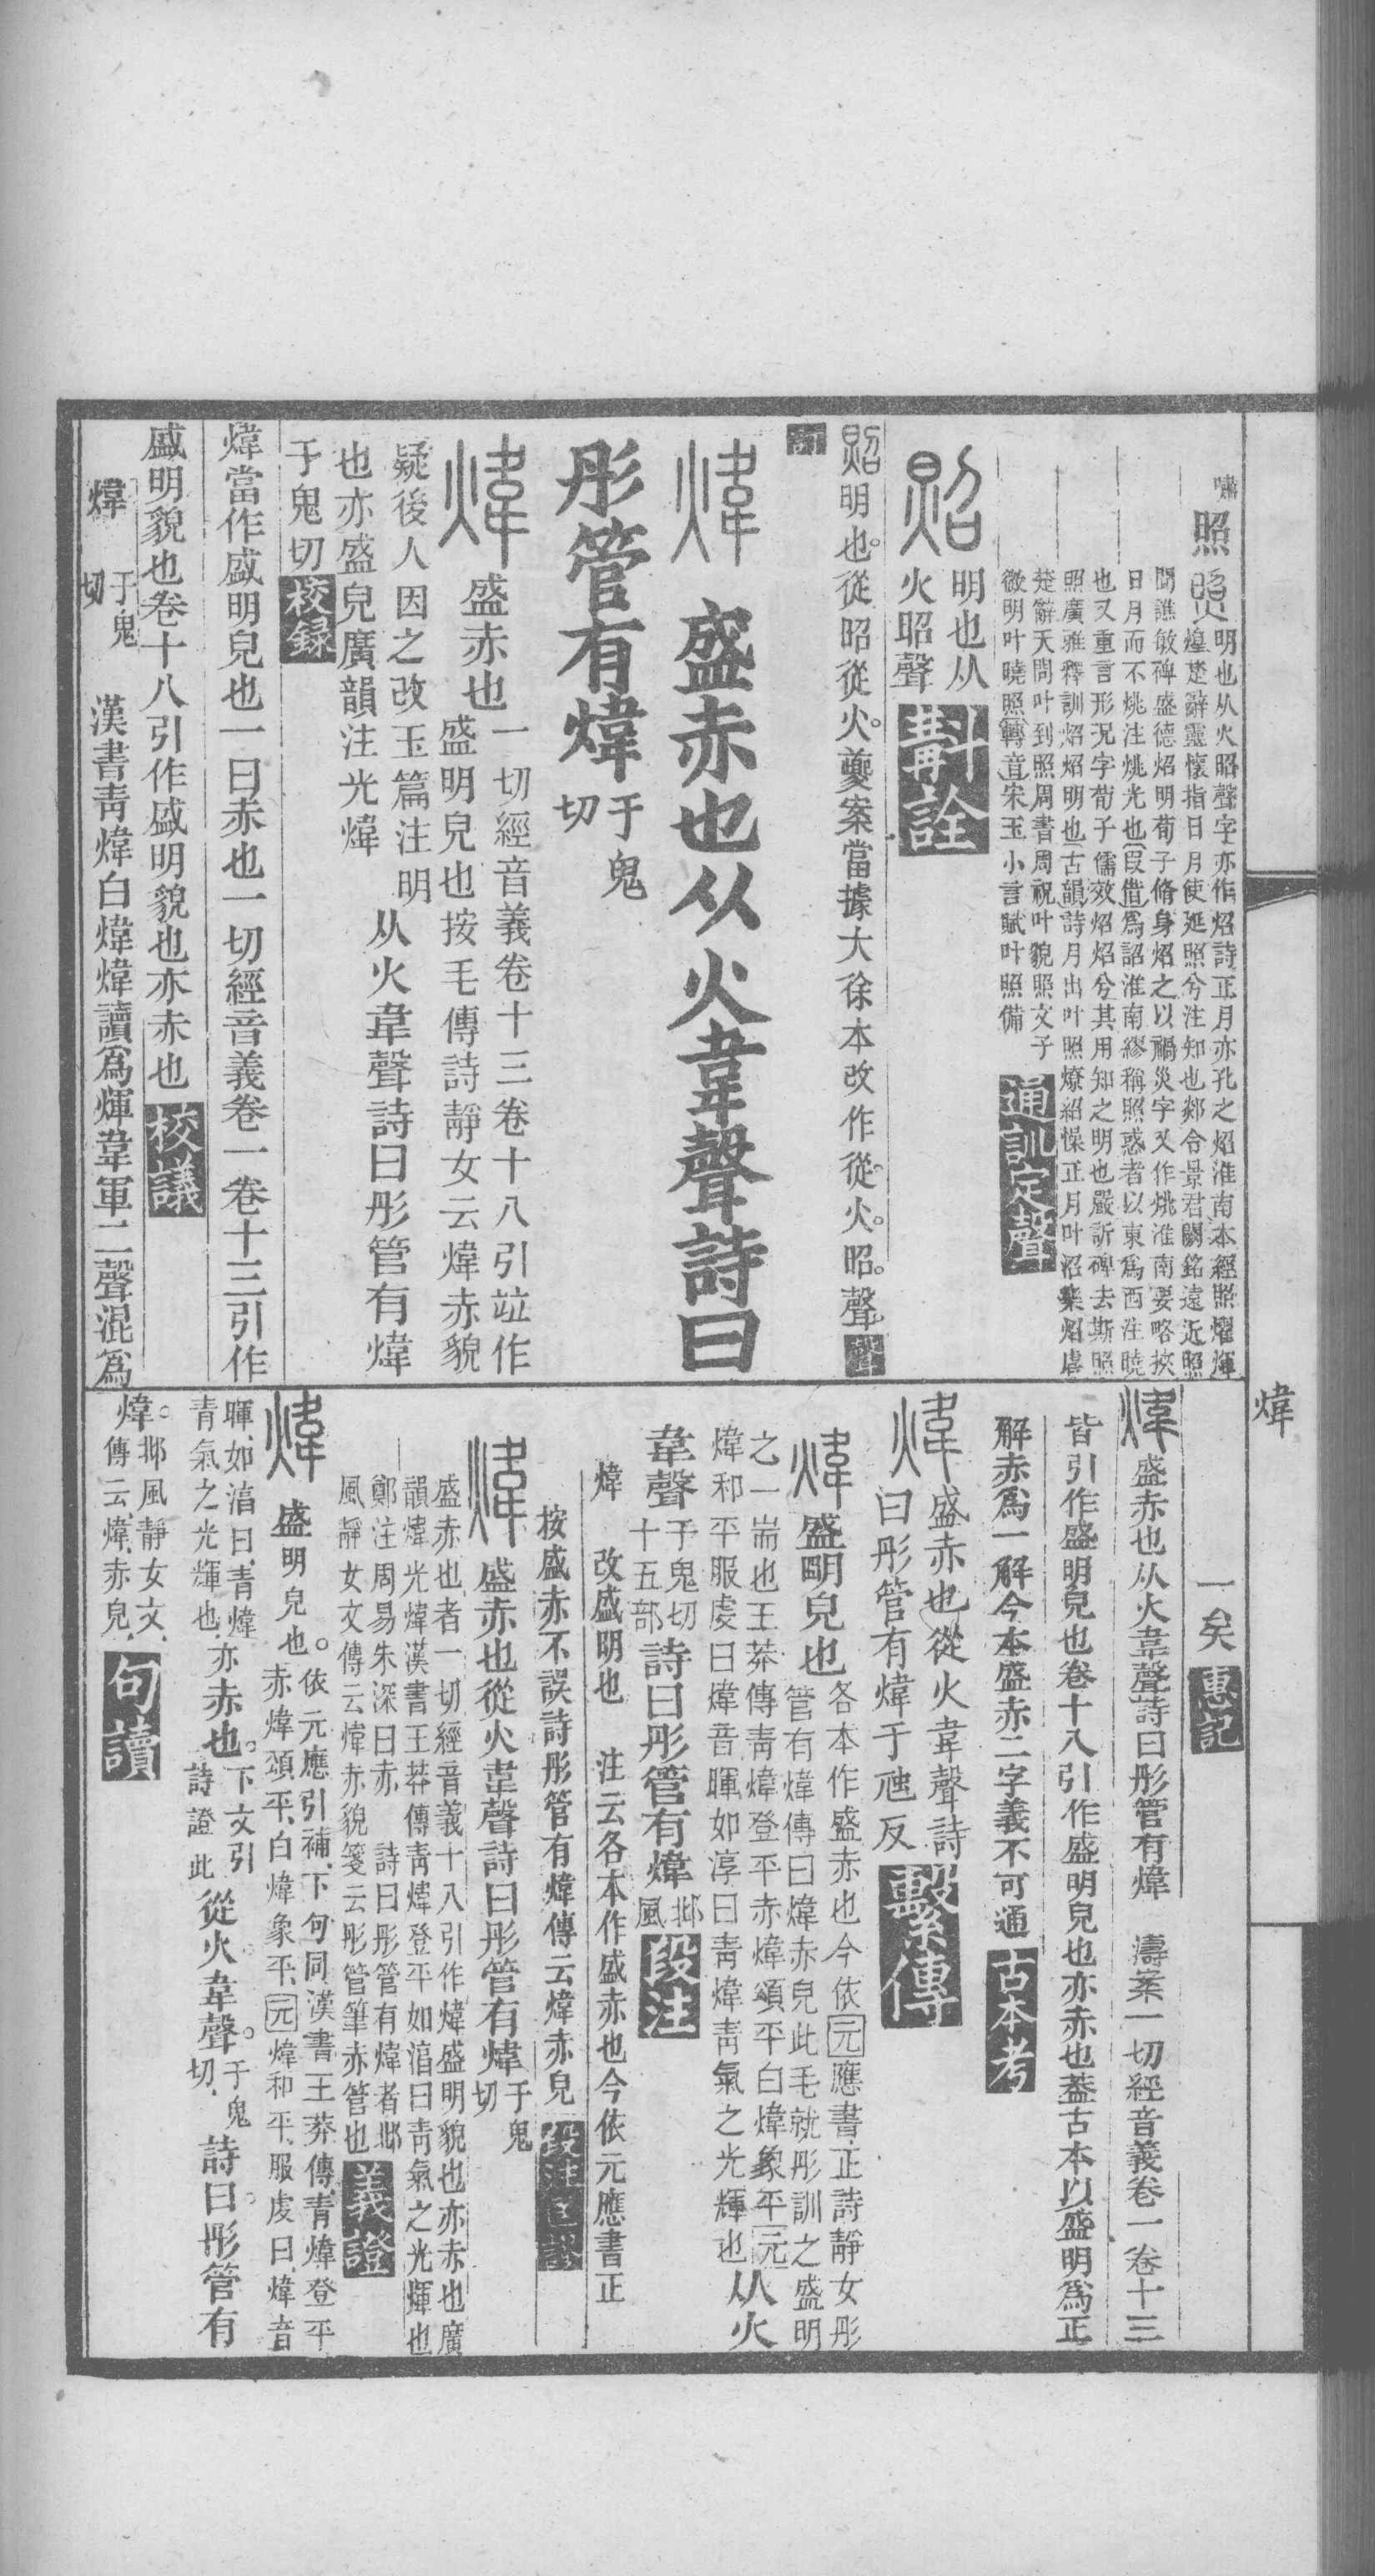 嘯
照 照 明也从火昭聲字亦作炤詩正月亦孔之炤淮南本經照燿煇
煌楚辭靈懷指日月使延照兮注知也郯令景君闕銘遠近照
聞譙敏碑盛德炤明荀子脩身炤之以禍災字又作烑淮南要略挾
日月而不烑注烑光也(叚借)爲詔淮南繆稱照惑者以東爲西注曉
也又重言形況字荀子儒效炤炤兮其用知之明也嚴訢碑去斯照
照廣雅釋訓炤炤明也(古韻)詩月出叶照燎紹懆正月叶沼樂炤虐
楚辭天問叶到照周書周祝叶貌照文子
微明叶曉照(轉音)宋玉小言賦叶照備
通訓定聲
照 明也从
火昭聲 斠詮
照明也。從昭從火。夔案當據大徐本改作從火。昭聲
煒 盛赤也从火韋聲詩曰
彤管有煒 于鬼
切
煒 盛赤也 一切經音義卷十三卷十八引竝作
盛明皃也按毛傳詩靜女云煒赤貌
疑後人因之改玉篇注明
也亦盛皃廣韻注光煒 从火韋聲詩曰彤管有煒
于鬼切 校録
煒當作盛明皃也一曰赤也一切經音義卷一卷十三引作
盛明貌也卷十八引作盛明貌也亦赤也 校議
煒 于鬼
切 漢書青煒白煒煒讀爲煇韋軍二聲混爲
煒
一矣 惠記
煒 盛赤也从火韋聲詩曰彤管有煒 濤案一切經音義卷一卷十三
皆引作盛明皃也卷十八引作盛明皃也亦赤也葢古本以盛明爲正
解赤爲一解今本盛赤二字義不可通 古本考
煒 盛赤也從火韋聲詩
曰彤管有煒于虺反 繫傳
煒 盛明皃也 各本作盛赤也今依元應書正詩靜女彤
管有煒傳曰煒赤皃此毛就彤訓之盛明
之一耑也王莽傳青煒登平赤煒頌平白煒象平元
煒和平服虔曰煒音暉如淳曰青煒青氣之光輝也 从火
韋聲 于鬼切
十五部 詩曰彤管有煒 邶
風 段注
煒 改盛明也 注云各本作盛赤也今依元應書正
按盛赤不誤詩彤管有煒傳云煒赤皃 段注匡謬
煒 盛赤也從火韋聲詩曰彤管有煒 于鬼
切
盛赤也者一切經音義十八引作煒盛明貌也亦赤也廣
韻煒光煒漢書王莽傳青煒登平如湻曰青氣之光煇也
鄭注周易朱深曰赤 詩曰彤管有煒者邶
風靜女文傳云煒赤貌箋云彤管筆赤管也 義證
煒 盛明皃也。 依元應引補、下句同、漢書王莽傳、青煒登平
赤煒頌平、白煒象平、元煒和平、服虔曰、煒音
暉、如湻曰、青煒
青氣之光輝也、 亦赤也。 下文引
詩證此 從火韋聲。 于鬼
切、 詩曰。彤管有
煒。 邶風靜女文、
傳云、煒、赤皃、 句讀